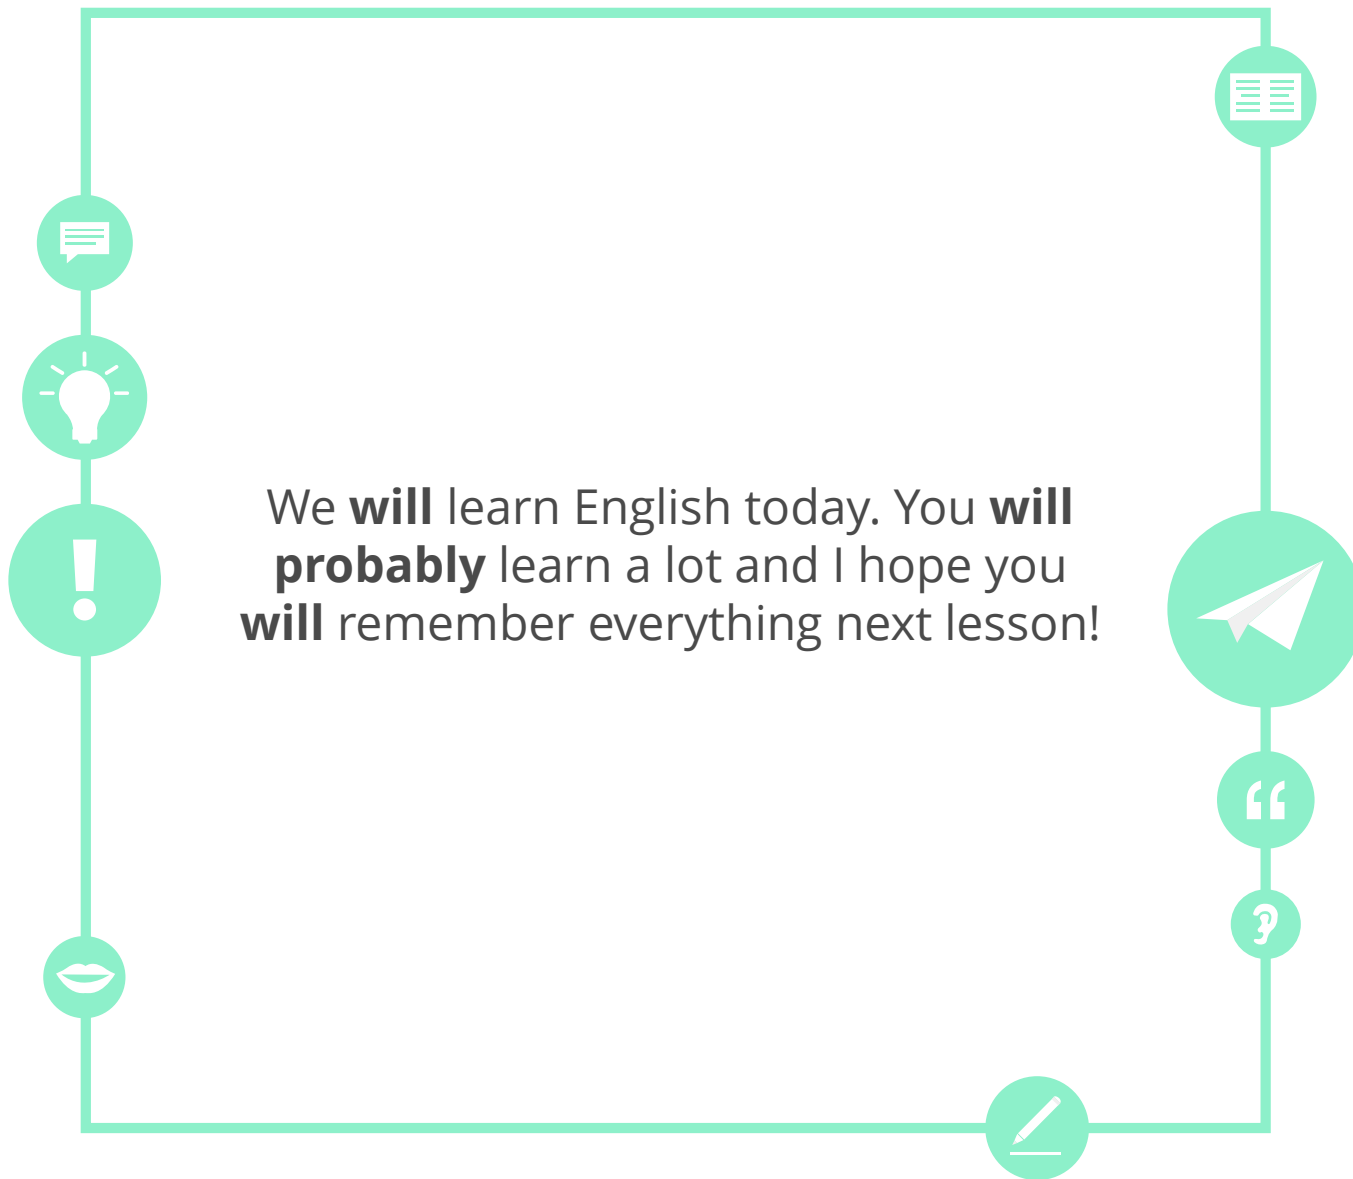 We will learn English today. You will
probably learn a lot and I hope you
will remember everything next lesson!